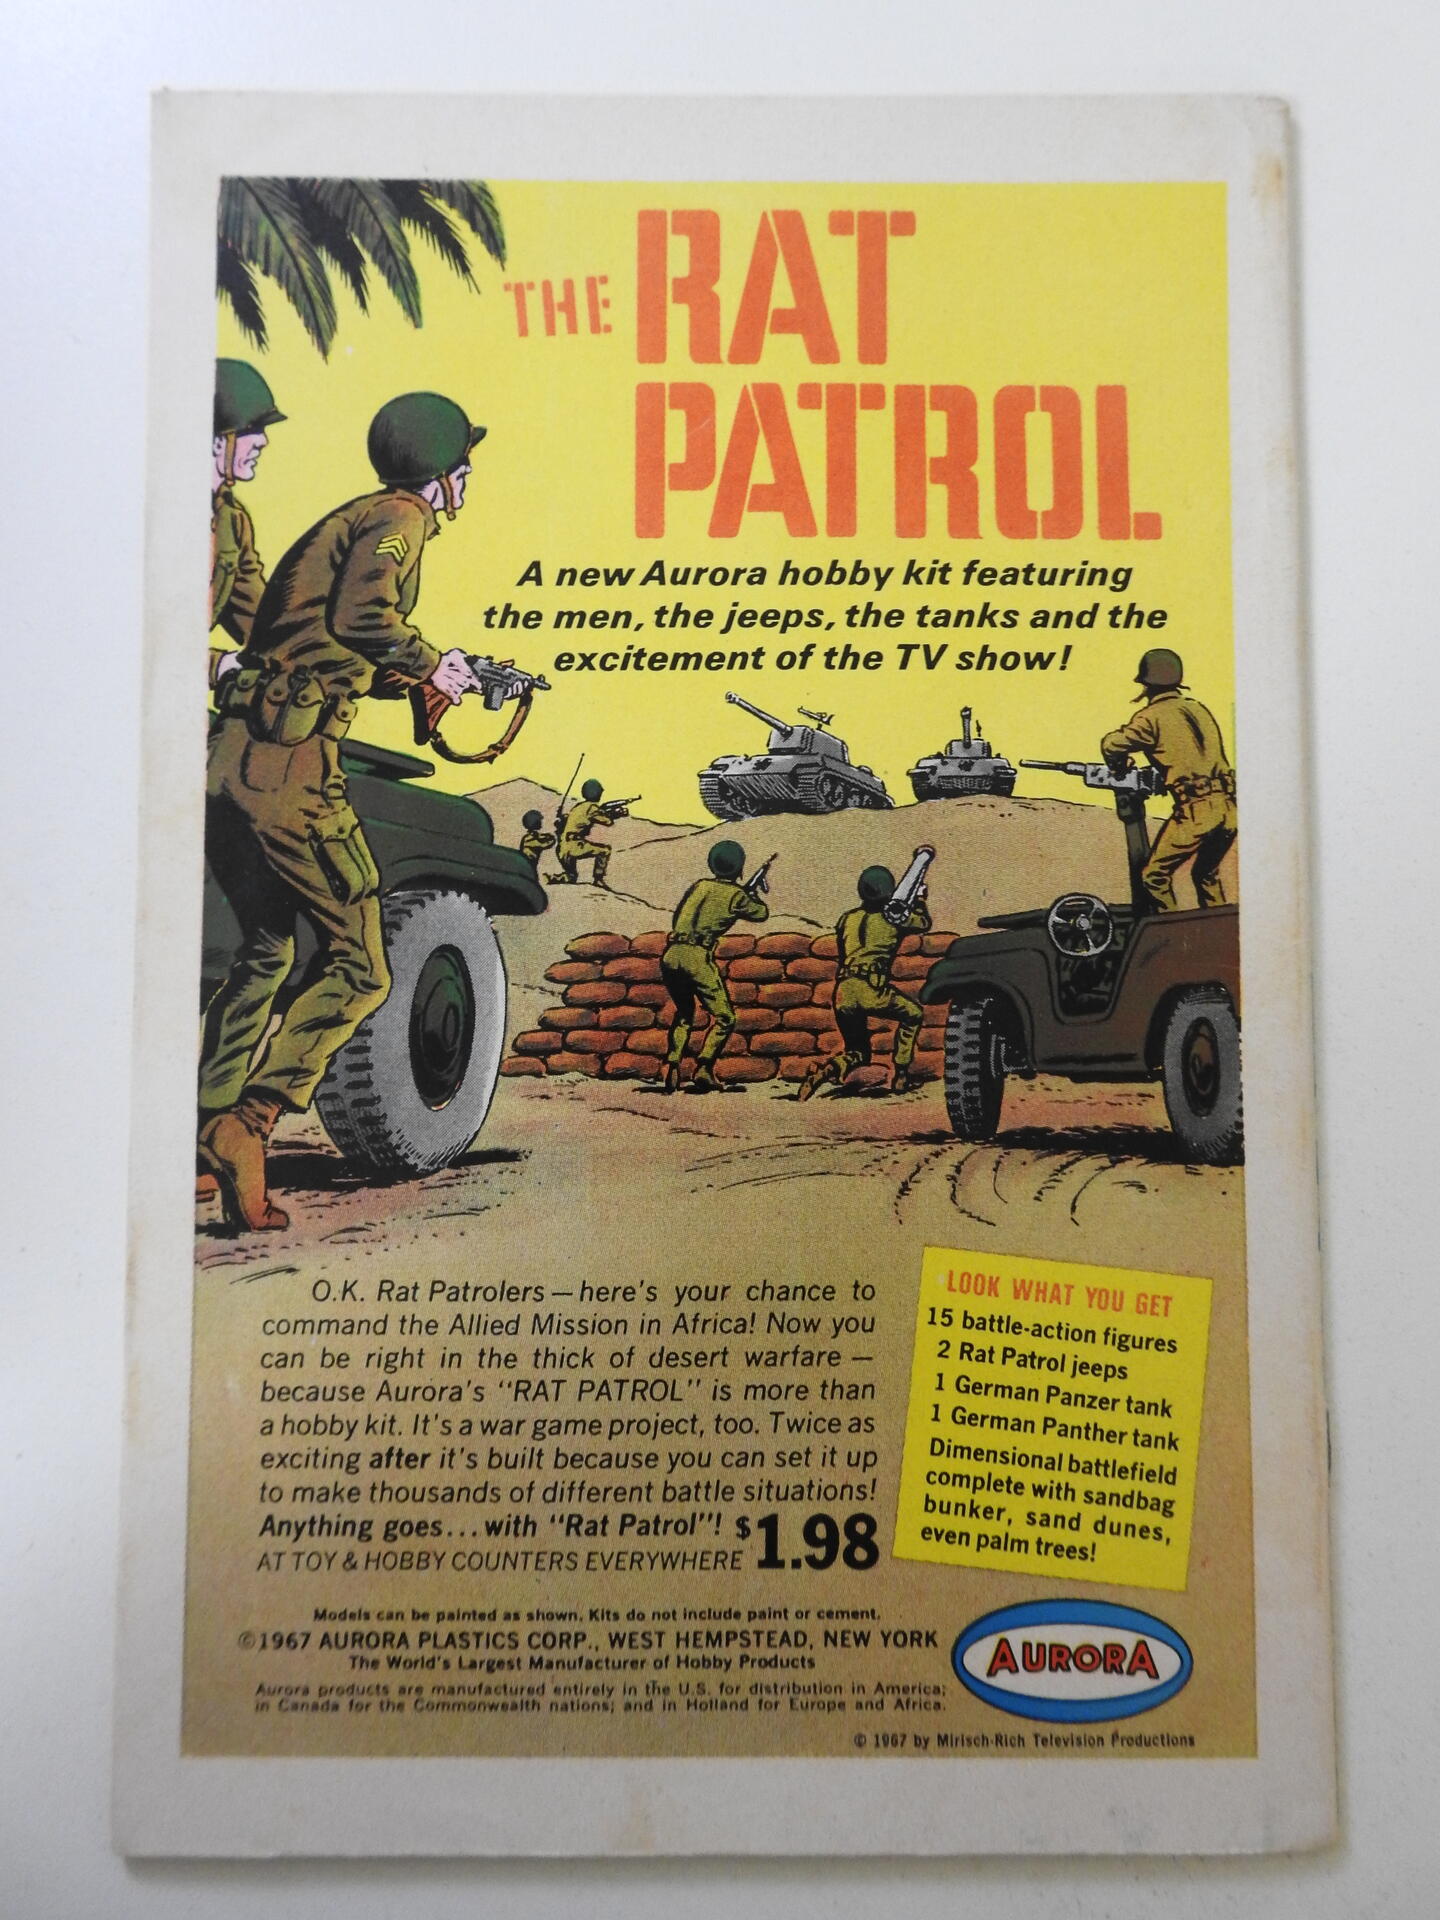 THE RAT
PATROL
A new Aurora hobby kit featuring
the men, the jeeps, the tanks and the
excitement of the TV show!
O.K. Rat Patrolers — here's your chance to
command the Allied Mission in Africa! Now you
can be right in the thick of desert warfare —
because Aurora's "RAT PATROL" is more than
a hobby kit. It's a war game project, too. Twice as
exciting after it's built because you can set it up
to make thousands of different battle situations!
Anything goes...with "Rat Patrol"! $1.98
AT TOY & HOBBY COUNTERS EVERYWHERE
LOOK WHAT YOU GET
15 battle-action figures
2 Rat Patrol jeeps
1 German Panzer tank
1 German Panther tank
Dimensional battlefield
complete with sandbag
bunker, sand dunes,
even palm trees!
Models can be painted as shown. Kits do not include paint or cement.
©1967 AURORA PLASTICS CORP., WEST HEMPSTEAD, NEW YORK
The World's Largest Manufacturer of Hobby Products
Aurora products are manufactured entirely in the U.S. for distribution in America;
in Canada for the Commonwealth nations; and in Holland for Europe and Africa.
AURORA
© 1967 by Mirisch-Rich Television Productions